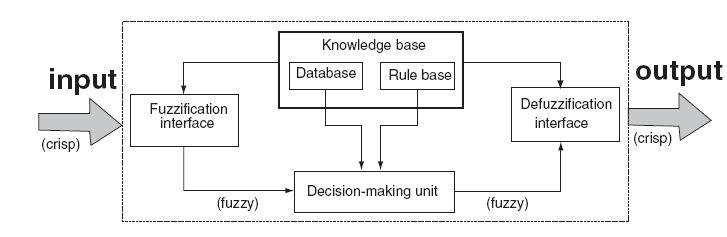 Knowledge base
input
Database
Rule base
output
Fuzzification
interface
Defuzzification
interface
(crisp)
(crisp)
Decision-making unit
(fuzzy)
(fuzzy)